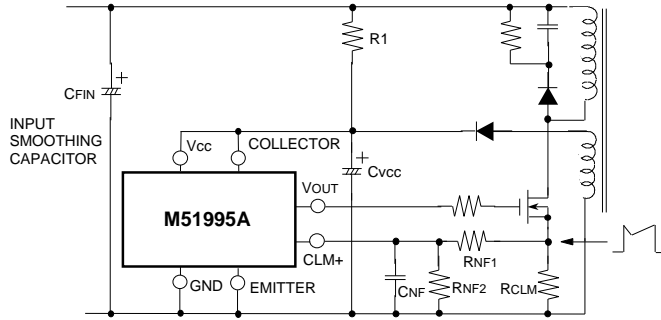 R1
CFIN
INPUT
SMOOTHING
CAPACITOR
Vcc
COLLECTOR
Cvcc
VOUT
M51995A
CLM+
RNF1
GND
EMITTER
CNF
RNF2
RCLM